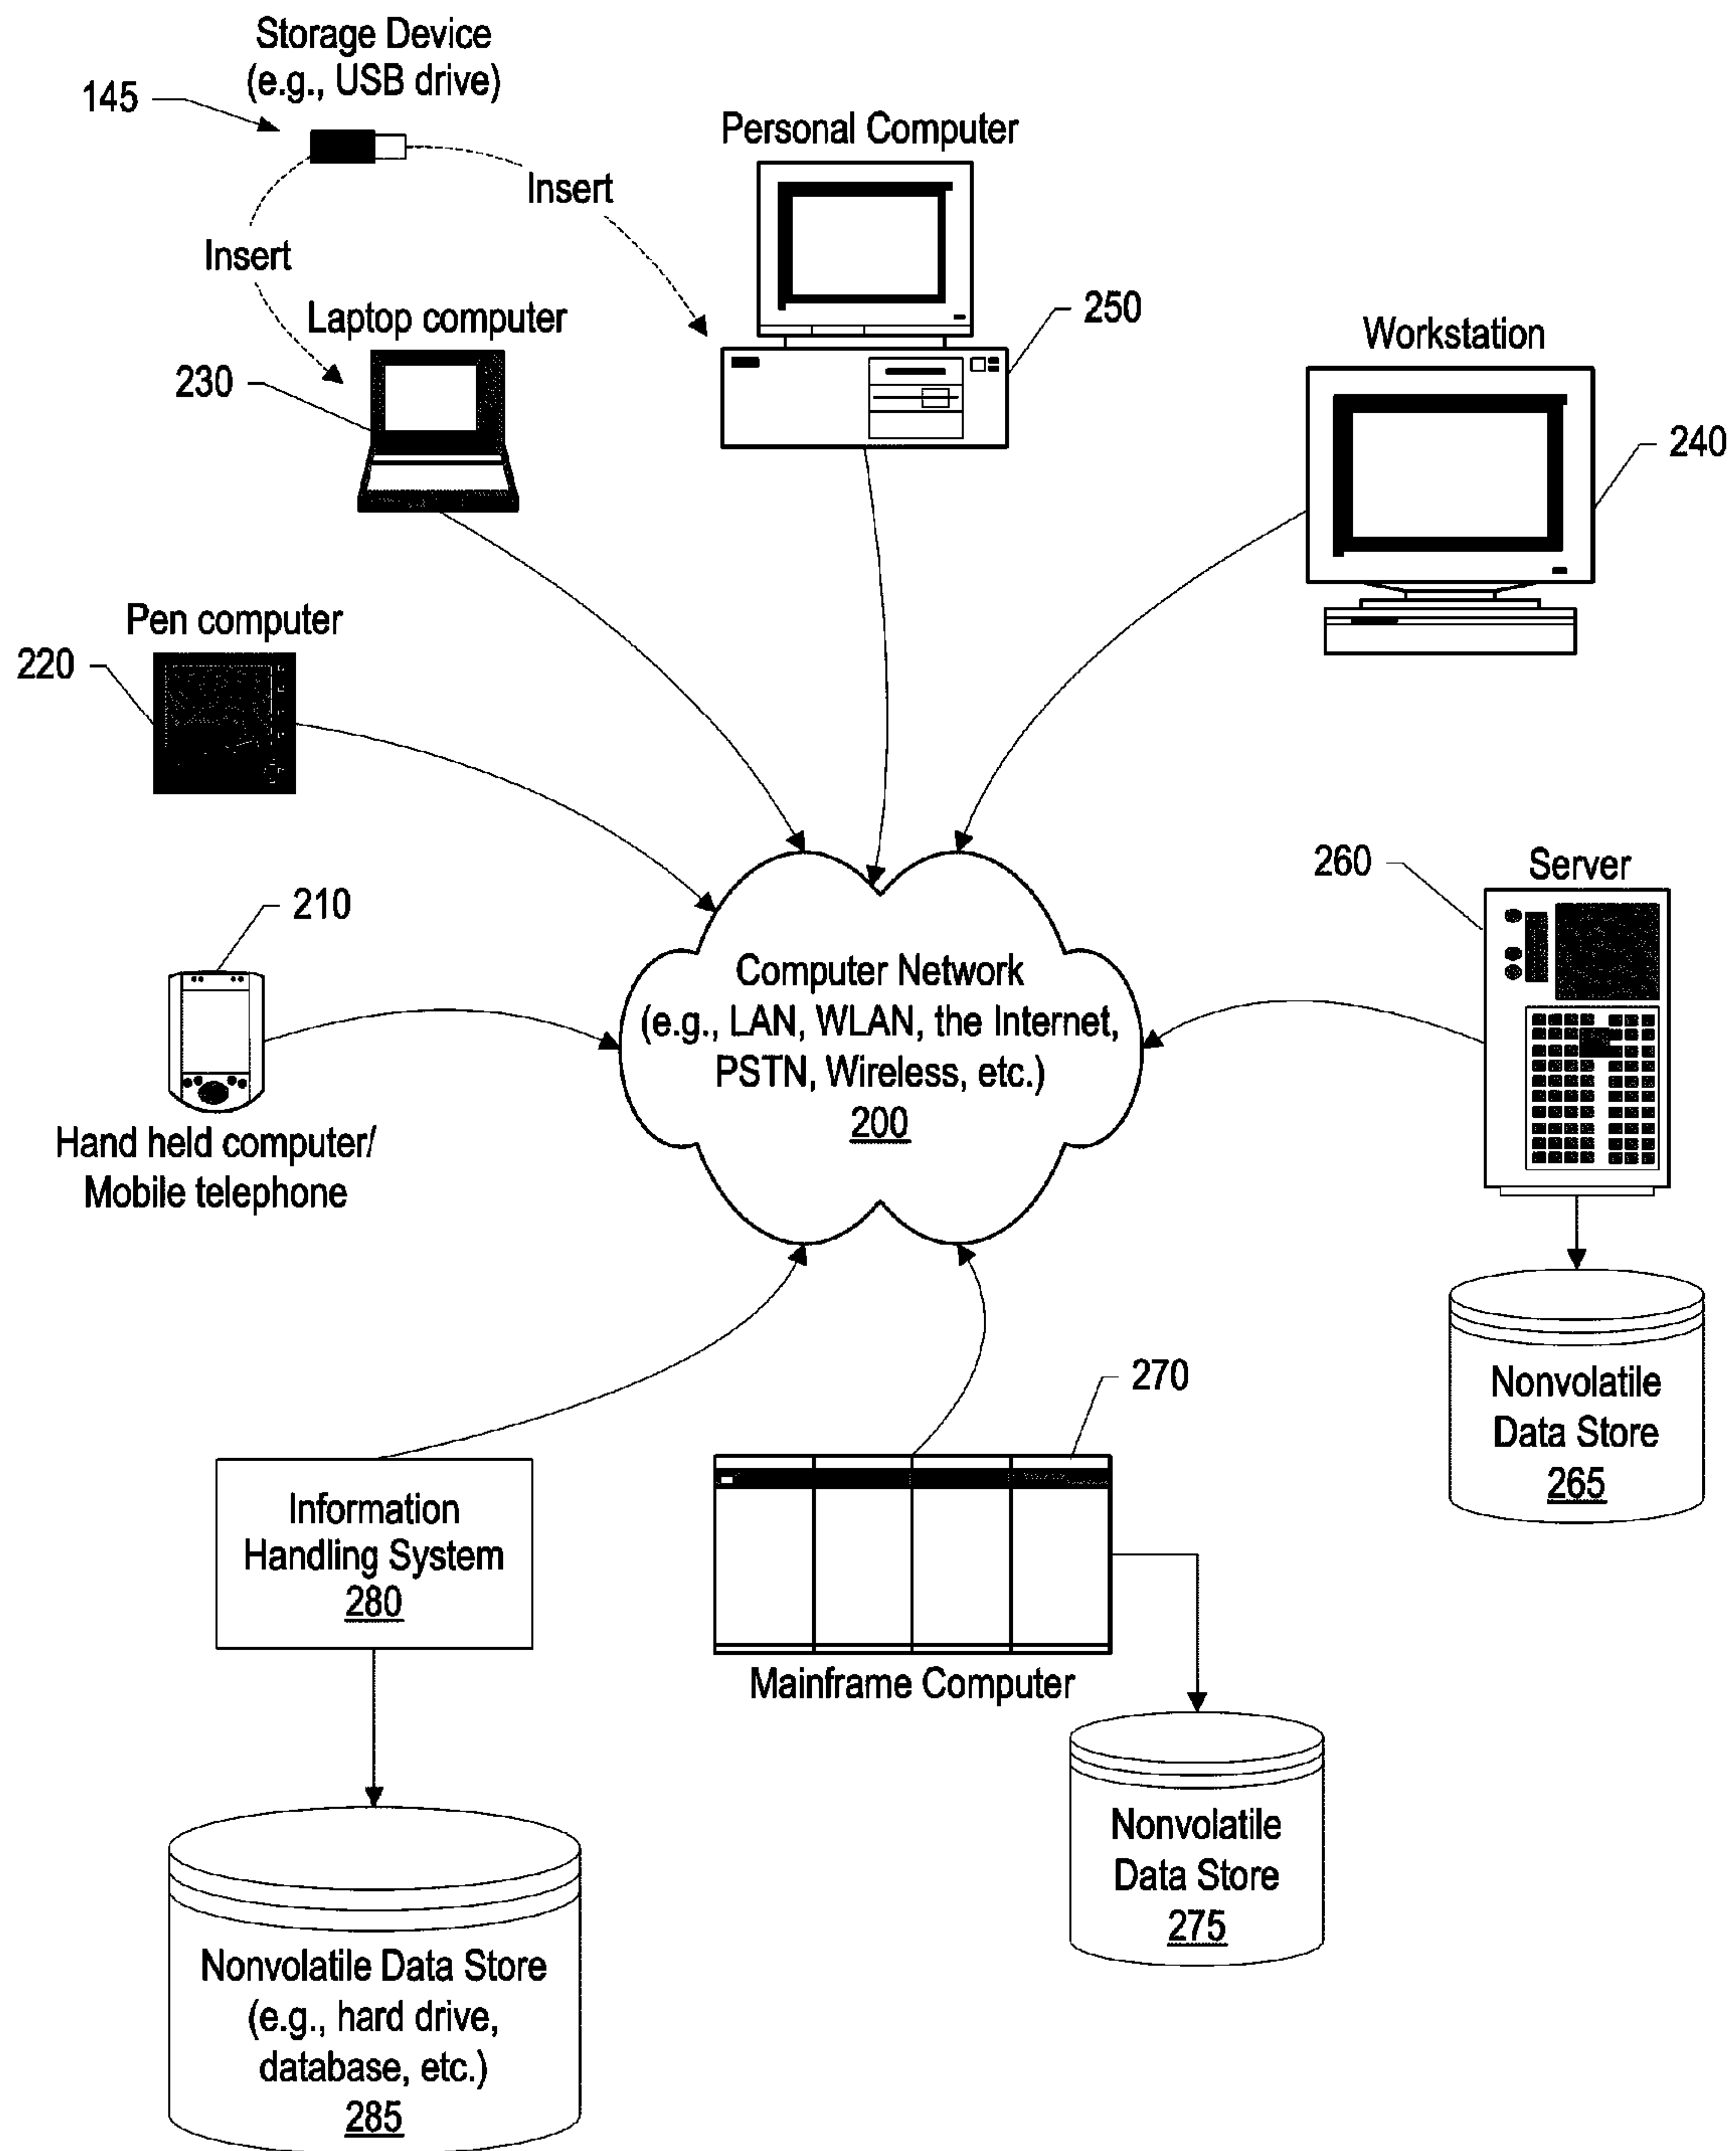 Storage Device
(e.g., USB drive)
145
Personal Computer
Insert
Insert
Laptop computer
250
Workstation
230
240
Pen computer
220
260
Server
210
Computer Network
(e.g., LAN, WLAN, the Internet,
PSTN, Wireless, etc.)
200
Hand held computer/
Mobile telephone
270
Nonvolatile
Data Store
265
Information
Handling System
280
Mainframe Computer
Nonvolatile
Data Store
275
Nonvolatile Data Store
(e.g., hard drive,
database, etc.)
285